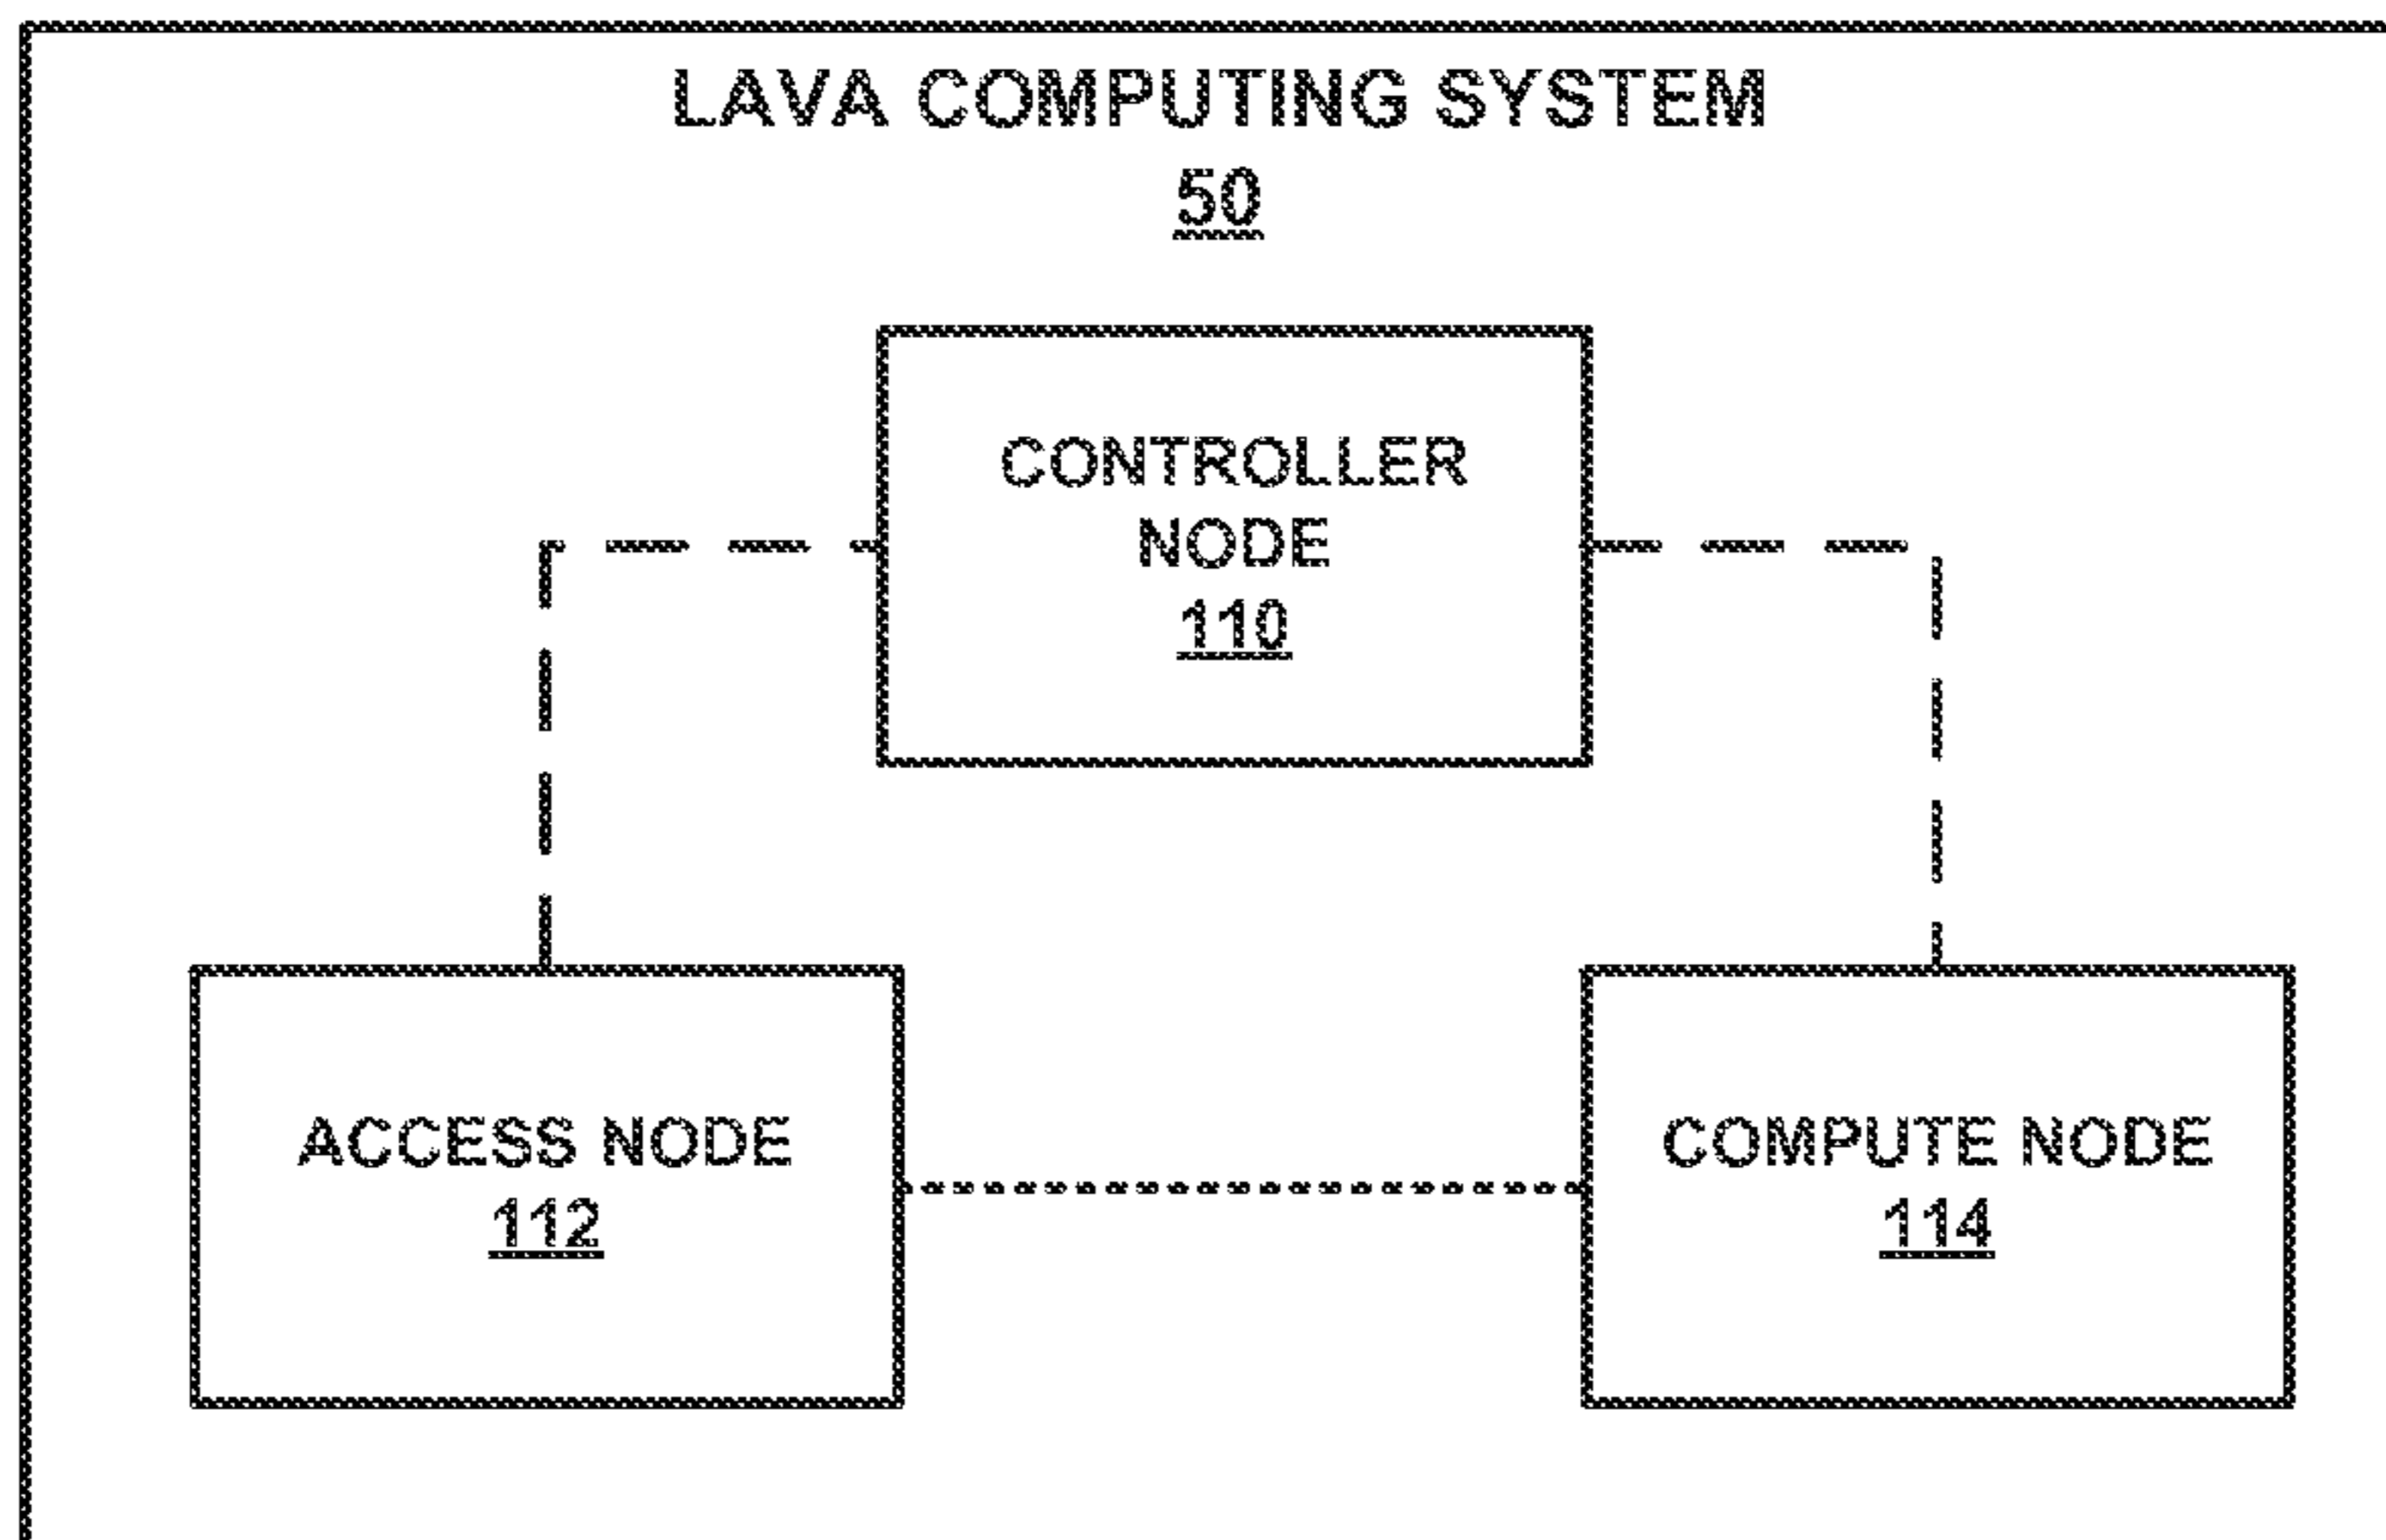 LAVA COMPUTING SYSTEM
50
CONTROLLER
NODE
110
ACCESS NODE
112
COMPUTE NODE
114